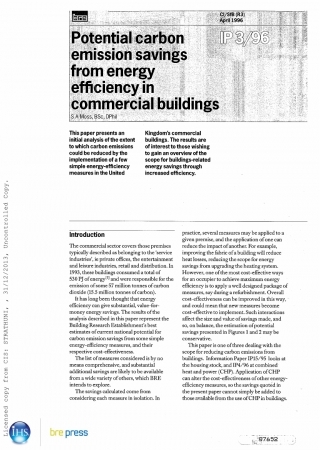 CI/SfB (R3)
April 1996
Potential carbon
emission savings
from energy
efficiency in
commercial buildings
IP 3/96
S A Moss, BSc, DPhil
This paper presents an
initial analysis of the extent
to which carbon emissions
could be reduced by the
implementation of a few
simple energy-efficiency
measures in the United
Kingdom's commercial
buildings. The results are
of interest to those wishing
to gain an overview of the
scope for buildings-related
energy savings through
increased efficiency.
Introduction
The commercial sector covers those premises
typically described as belonging to the 'service
industries', ie private offices, the entertainment
and leisure industries, retail and distribution. In
1993, these buildings consumed a total of
530 PJ of energy and were responsible for the
emission of some 57 million tonnes of carbon
dioxide (15.5 million tonnes of carbon).
It has long been thought that energy
efficiency can give substantial, value-for-
money energy savings. The results of the
analysis described in this paper represent the
Building Research Establishment's best
estimates of current national potential for
carbon emission savings from some simple
energy-efficiency measures, and their
respective cost-effectiveness.
The list of measures considered is by no
means comprehensive, and substantial
additional savings are likely to be available
from a wide variety of others, which BRE
intends to explore.
The savings calculated come from
considering each measure in isolation. In
practice, several measures may be applied to a
given premise, and the application of one can
reduce the impact of another. For example,
improving the fabric of a building will reduce
heat losses, reducing the scope for energy
savings from upgrading the heating system.
However, one of the most cost-effective ways
for an occupier to achieve maximum energy
efficiency is to apply a well designed package of
measures, say during a refurbishment. Overall
cost-effectiveness can be improved in this way,
and could mean that new measures become
cost-effective to implement. Such interactions
affect the size and value of savings made, and
so, on balance, the estimation of potential
savings presented in Figures 1 and 2 may be
conservative.
This paper is one of three dealing with the
scope for reducing carbon emissions from
buildings. Information Paper IP15/95 looks at
the housing stock, and IP4/96 at combined
heat and power (CHP). Application of CHP
can alter the cost-effectiveness of other energy-
efficiency measures, so the savings quoted in
the present paper cannot simply be added to
those available from the use of CHP in buildings.
Licensed copy from CIS: STRATHUNI, , 31/12/2013, Uncontrolled Copy.
IHS
bre press
87652